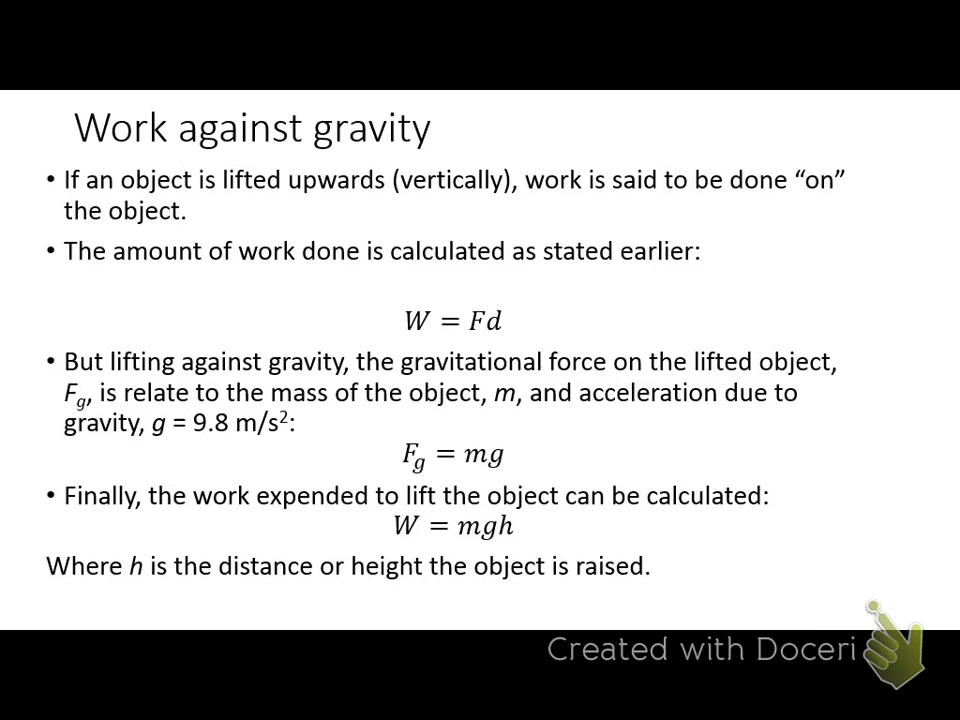 Work against gravity
• If an object is lifted upwards (vertically), work is said to be done “on”
the object.
• The amount of work done is calculated as stated earlier:
W = Fd
• But lifting against gravity, the gravitational force on the lifted object,
Fg, is relate to the mass of the object, m, and acceleration due to
gravity, g = 9.8 m/s²:
Fg = mg
• Finally, the work expended to lift the object can be calculated:
W = mgh
Where h is the distance or height the object is raised.
Created with Doceri